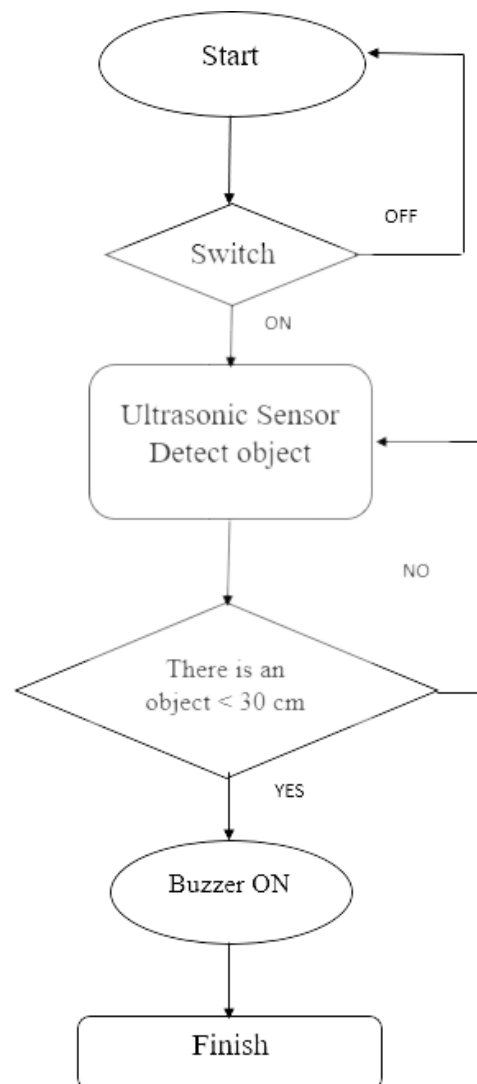 Start
OFF
Switch
ON
Ultrasonic Sensor
Detect object
NO
There is an
object < 30 cm
YES
Buzzer ON
Finish